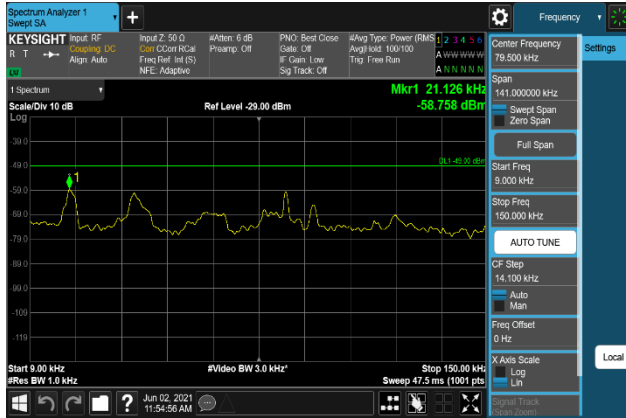 Spectrum Analyzer 1
Swept SA
Frequency
KEYSIGHT
R T
Input: RF
Coupling: DC
Align: Auto
Input Z: 50 Ω
Corr CCorr RCal
Freq Ref: Int (S)
NFE: Adaptive
#Atten: 6 dB
Preamp: Off
PNO: Best Close
Gate: Off
IF Gain: Low
Sig Track: Off
#Avg Type: Power (RMS
Avg|Hold: 100/100
Trig: Free Run
1 2 3 4 5 6
A W W W W W
A N N N N N
1 Spectrum
Mkr1 21.126 kHz
-58.758 dBm
Scale/Div 10 dB
Ref Level -29.00 dBm
Log
-39.0
-49.0
DL1 -49.00 dBm
1
-59.0
-69.0
-79.0
-89.0
-99.0
-109
-119
Start 9.00 kHz
#Video BW 3.0 kHz*
Stop 150.00 kHz
#Res BW 1.0 kHz
Sweep 47.5 ms (1001 pts
Jun 02, 2021
11:54:56 AM
Center Frequency
79.500 kHz
Settings
Span
141.000000 kHz
Swept Span
Zero Span
Full Span
Start Freq
9.000 kHz
Stop Freq
150.000 kHz
AUTO TUNE
CF Step
14.100 kHz
Auto
Man
Freq Offset
0 Hz
X Axis Scale
Log
Lin
Local
Signal Track
(Span Zoom)